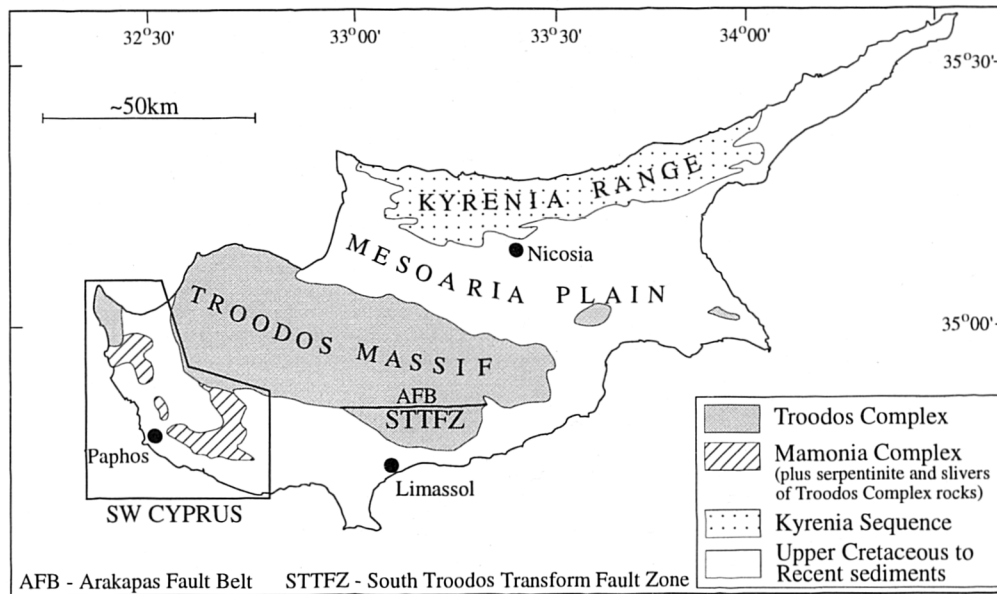 32°30'
33°00'
33°30'
34°00'
35°30'
~50km
KYRENIA RANGE
Nicosia
MESOARIA PLAIN
TROODOS MASSIF
35°00'
AFB
STTFZ
Paphos
Limassol
SW CYPRUS
Troodos Complex
Mamonia Complex
(plus serpentinite and slivers
of Troodos Complex rocks)
Kyrenia Sequence
Upper Cretaceous to
Recent sediments
AFB - Arakapas Fault Belt STTFZ - South Troodos Transform Fault Zone